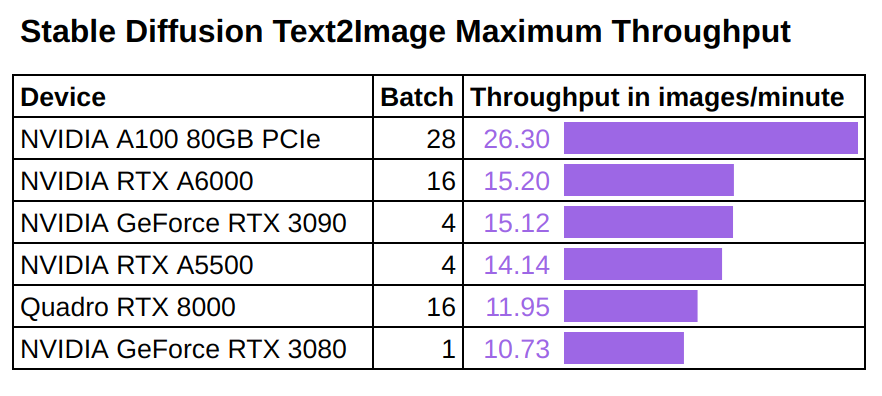 Stable Diffusion Text2Image Maximum Throughput
Device Batch Throughput in images/minute
NVIDIA A100 80GB PCIe 28 26.30
NVIDIA RTX A6000 16 15.20
NVIDIA GeForce RTX 3090 4 15.12
NVIDIA RTX A5500 4 14.14
Quadro RTX 8000 16 11.95
NVIDIA GeForce RTX 3080 1 10.73